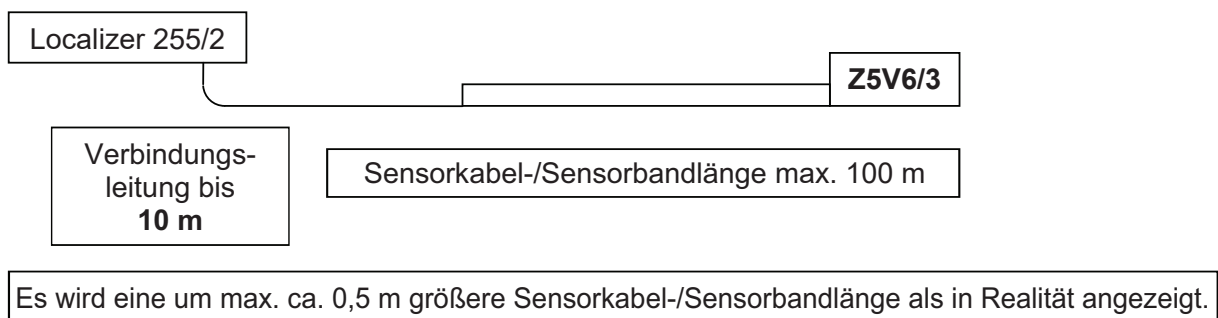 Localizer 255/2
Z5V6/3
Verbindungs-
leitung bis
10 m
Sensorkabel-/Sensorbandlänge max. 100 m
Es wird eine um max. ca. 0,5 m größere Sensorkabel-/Sensorbandlänge als in Realität angezeigt.